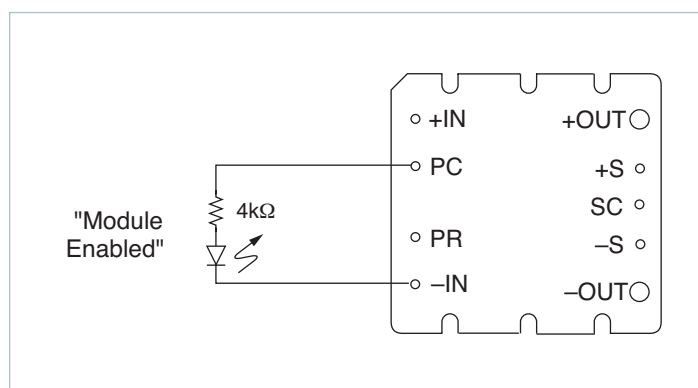 +IN
+OUT
PC
+S
"Module
Enabled"
4kΩ
SC
PR
–S
–IN
–OUT